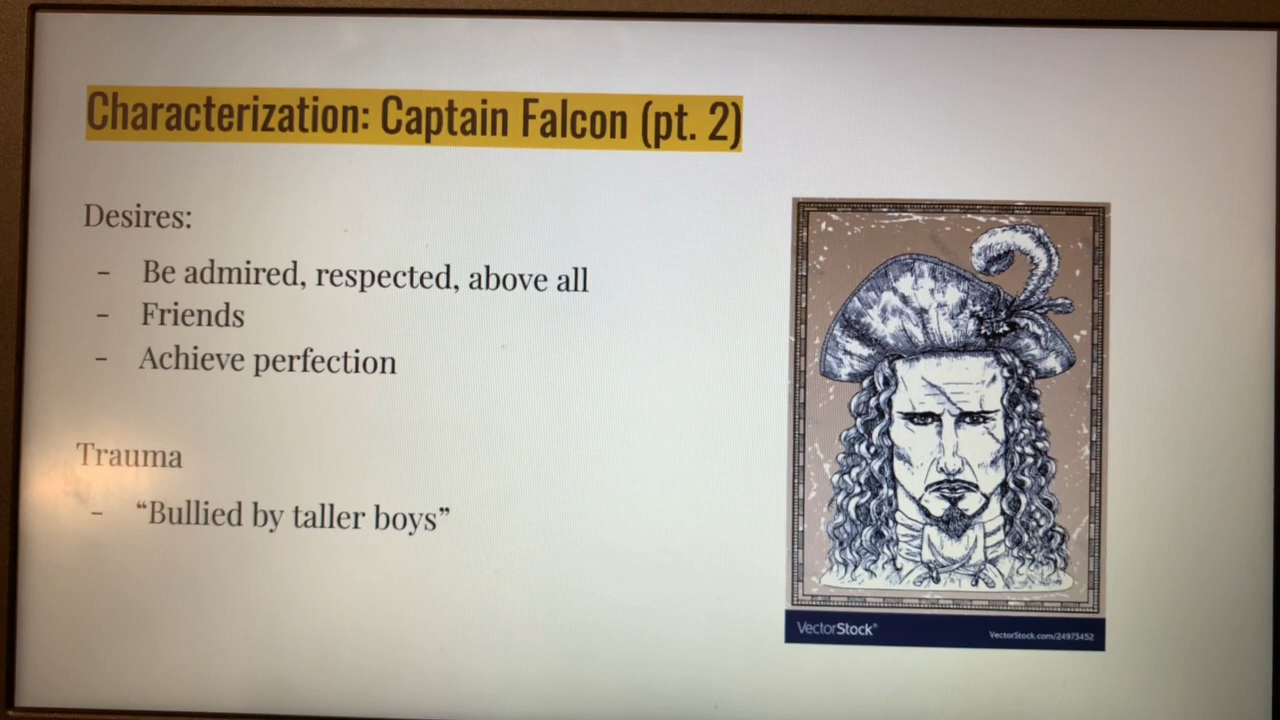 Characterization: Captain Falcon (pt. 2)
Desires:
- Be admired, respected, above all
- Friends
- Achieve perfection
Trauma
- “Bullied by taller boys”
VectorStock®
VectorStock.com/24973452